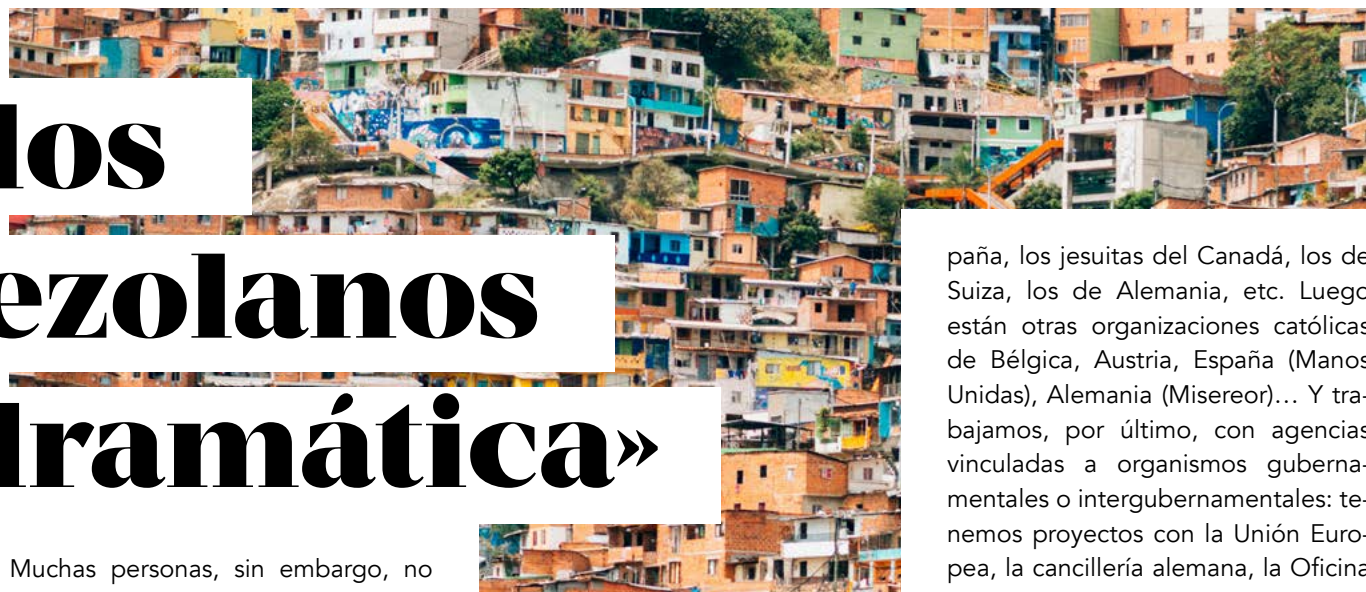 los
ezolanos
dramática»
Muchas personas, sin embargo, no
paña, los jesuitas del Canadá, los de
Suiza, los de Alemania, etc. Luego
están otras organizaciones católicas
de Bélgica, Austria, España (Manos
Unidas), Alemania (Misereor)… Y tra-
bajamos, por último, con agencias
vinculadas a organismos guberna-
mentales o intergubernamentales: te-
nemos proyectos con la Unión Euro-
pea, la cancillería alemana, la Oficina